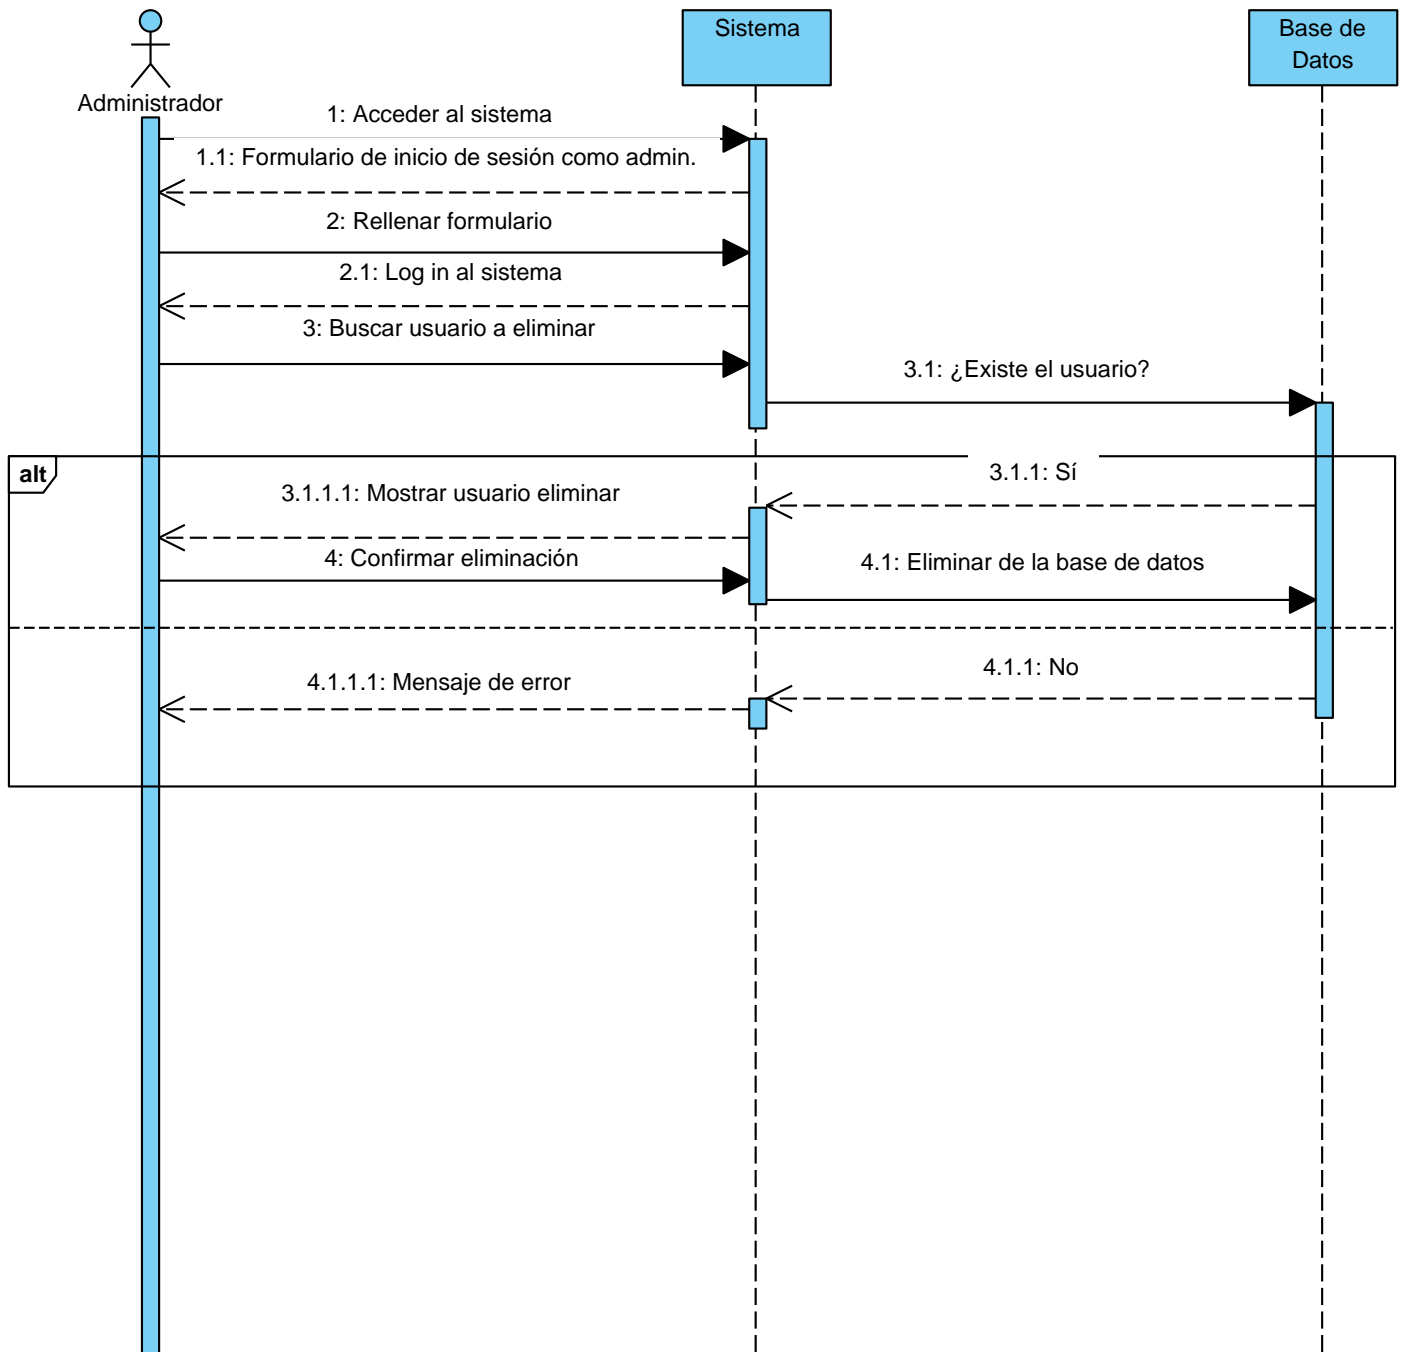 Sistema
Base de
Datos
Administrador
1: Acceder al sistema
1.1: Formulario de inicio de sesión como admin.
2: Rellenar formulario
2.1: Log in al sistema
3: Buscar usuario a eliminar
3.1: ¿Existe el usuario?
alt
3.1.1: Sí
3.1.1.1: Mostrar usuario eliminar
4: Confirmar eliminación
4.1: Eliminar de la base de datos
4.1.1: No
4.1.1.1: Mensaje de error